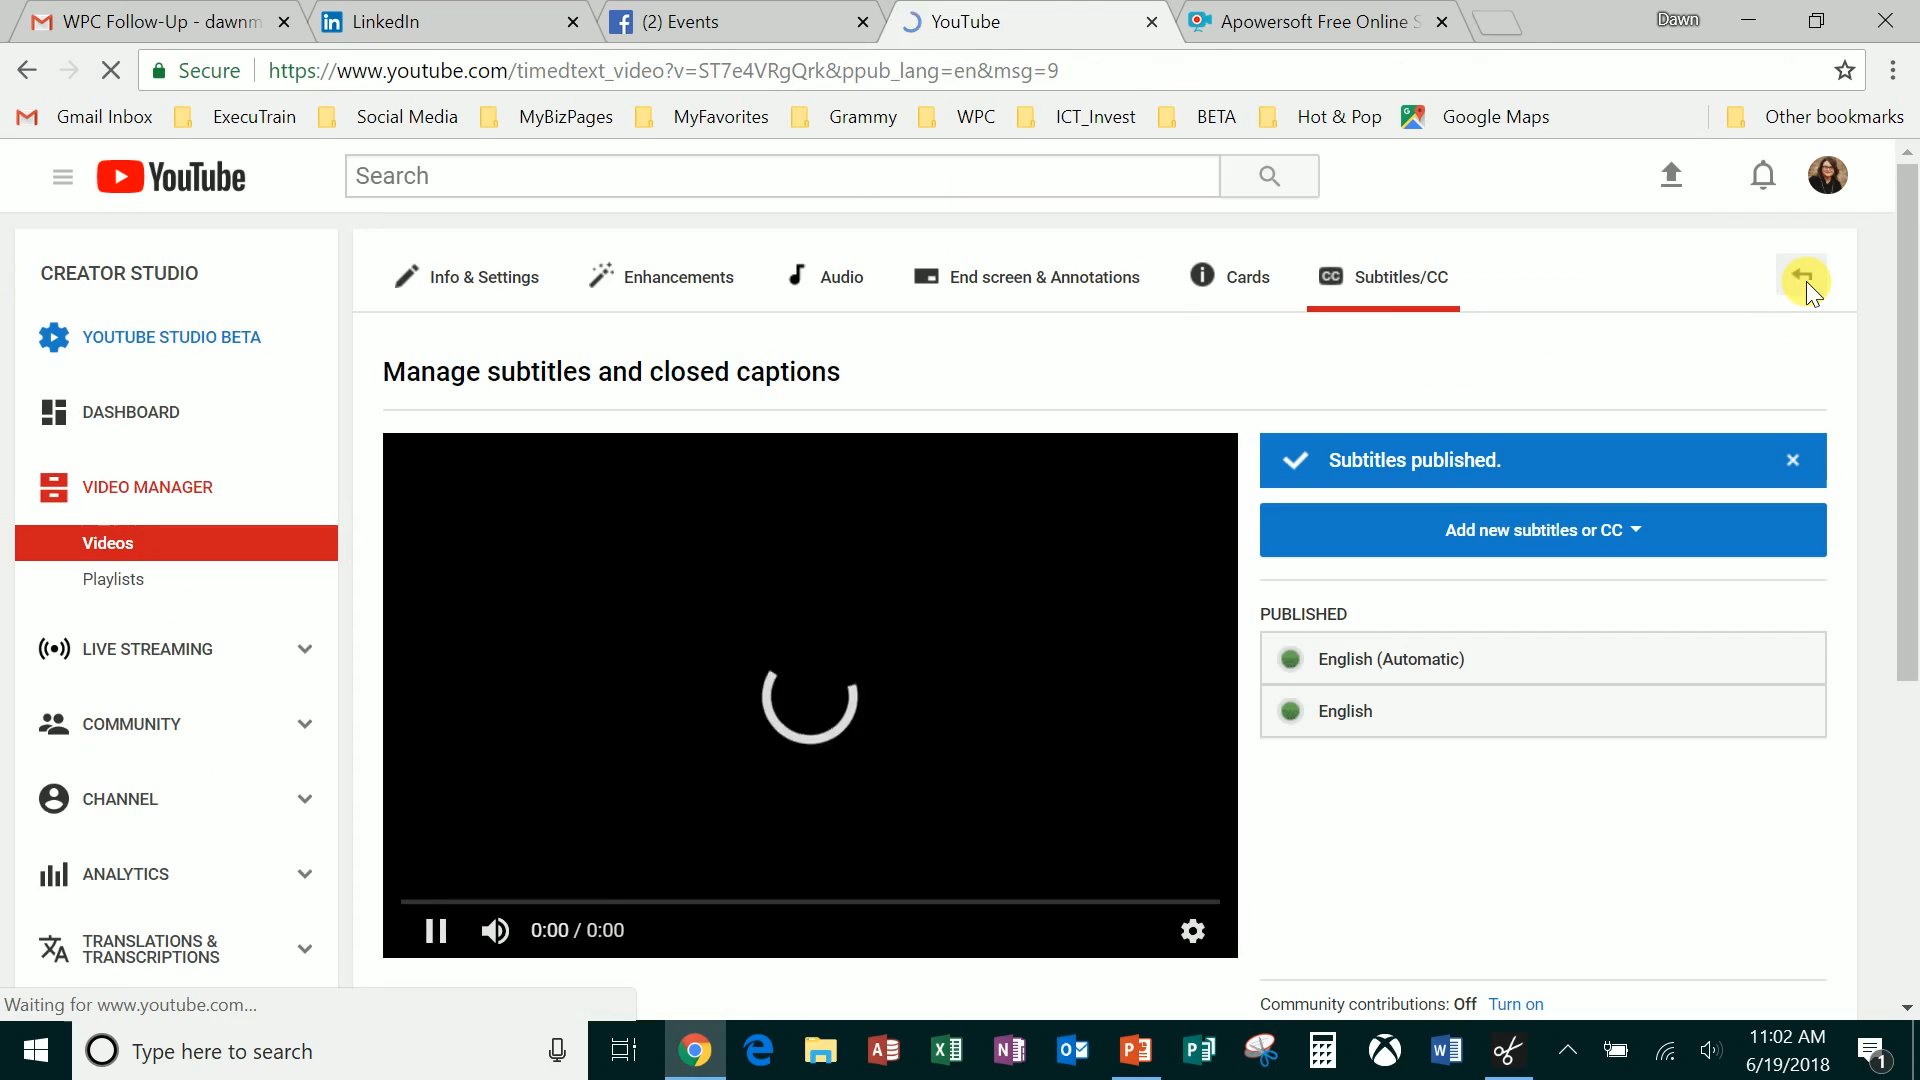 WPC Follow-Up - dawnm
LinkedIn
(2) Events
YouTube
Apowersoft Free Online S
Dawn
Secure
https://www.youtube.com/timedtext_video?v=ST7e4VRgQrk&ppub_lang=en&msg=9
Gmail Inbox
ExecuTrain
Social Media
MyBizPages
MyFavorites
Grammy
WPC
ICT_Invest
BETA
Hot & Pop
Google Maps
Other bookmarks
YouTube
Search
CREATOR STUDIO
YOUTUBE STUDIO BETA
DASHBOARD
VIDEO MANAGER
Videos
Playlists
LIVE STREAMING
COMMUNITY
CHANNEL
ANALYTICS
TRANSLATIONS &
TRANSCRIPTIONS
Info & Settings
Enhancements
Audio
End screen & Annotations
Cards
CC
Subtitles/CC
Manage subtitles and closed captions
0:00 / 0:00
Subtitles published.
Add new subtitles or CC
PUBLISHED
English (Automatic)
English
Community contributions: Off Turn on
Waiting for www.youtube.com...
Type here to search
11:02 AM
6/19/2018
1